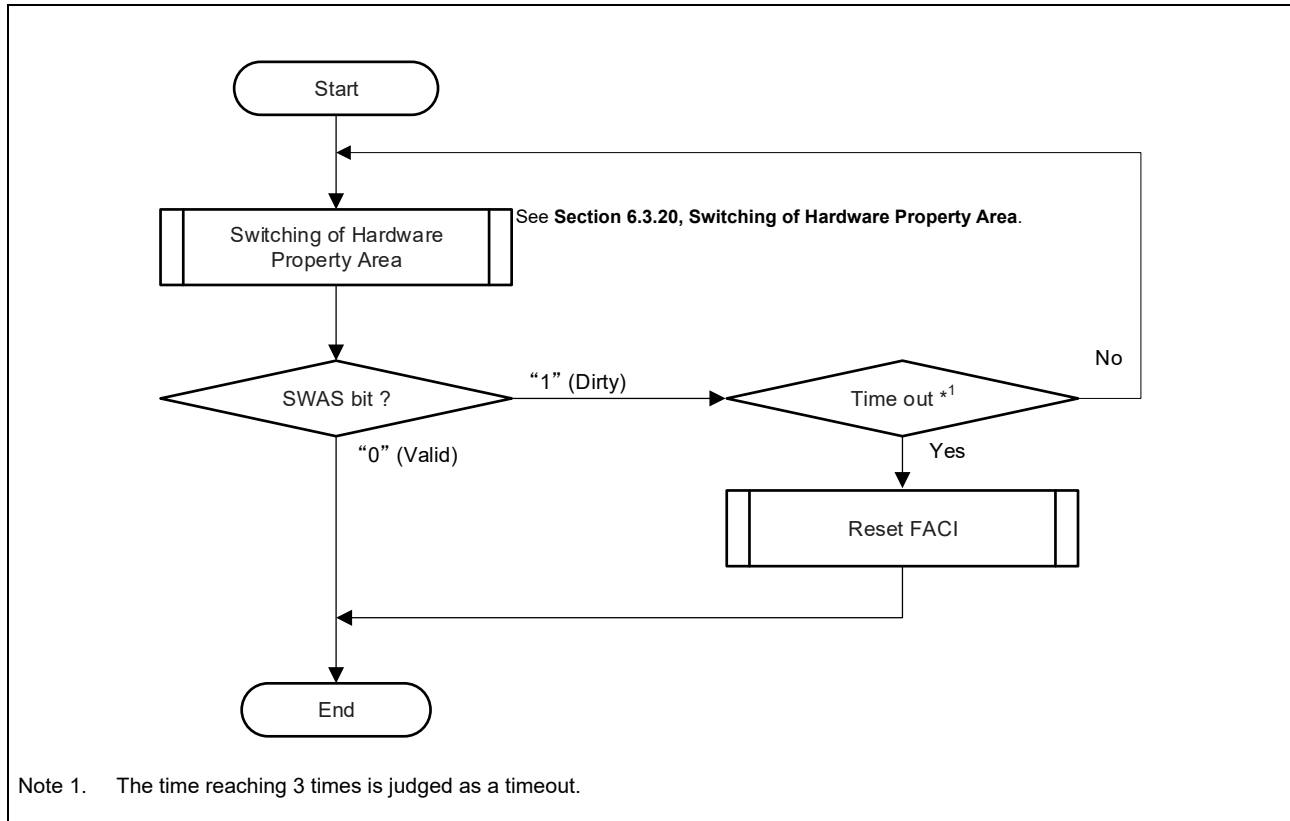 Start
See Section 6.3.20, Switching of Hardware Property Area.
Switching of Hardware
Property Area
SWAS bit ?
“1” (Dirty)
Time out *1
No
“0” (Valid)
Yes
Reset FACI
End
Note 1. The time reaching 3 times is judged as a timeout.